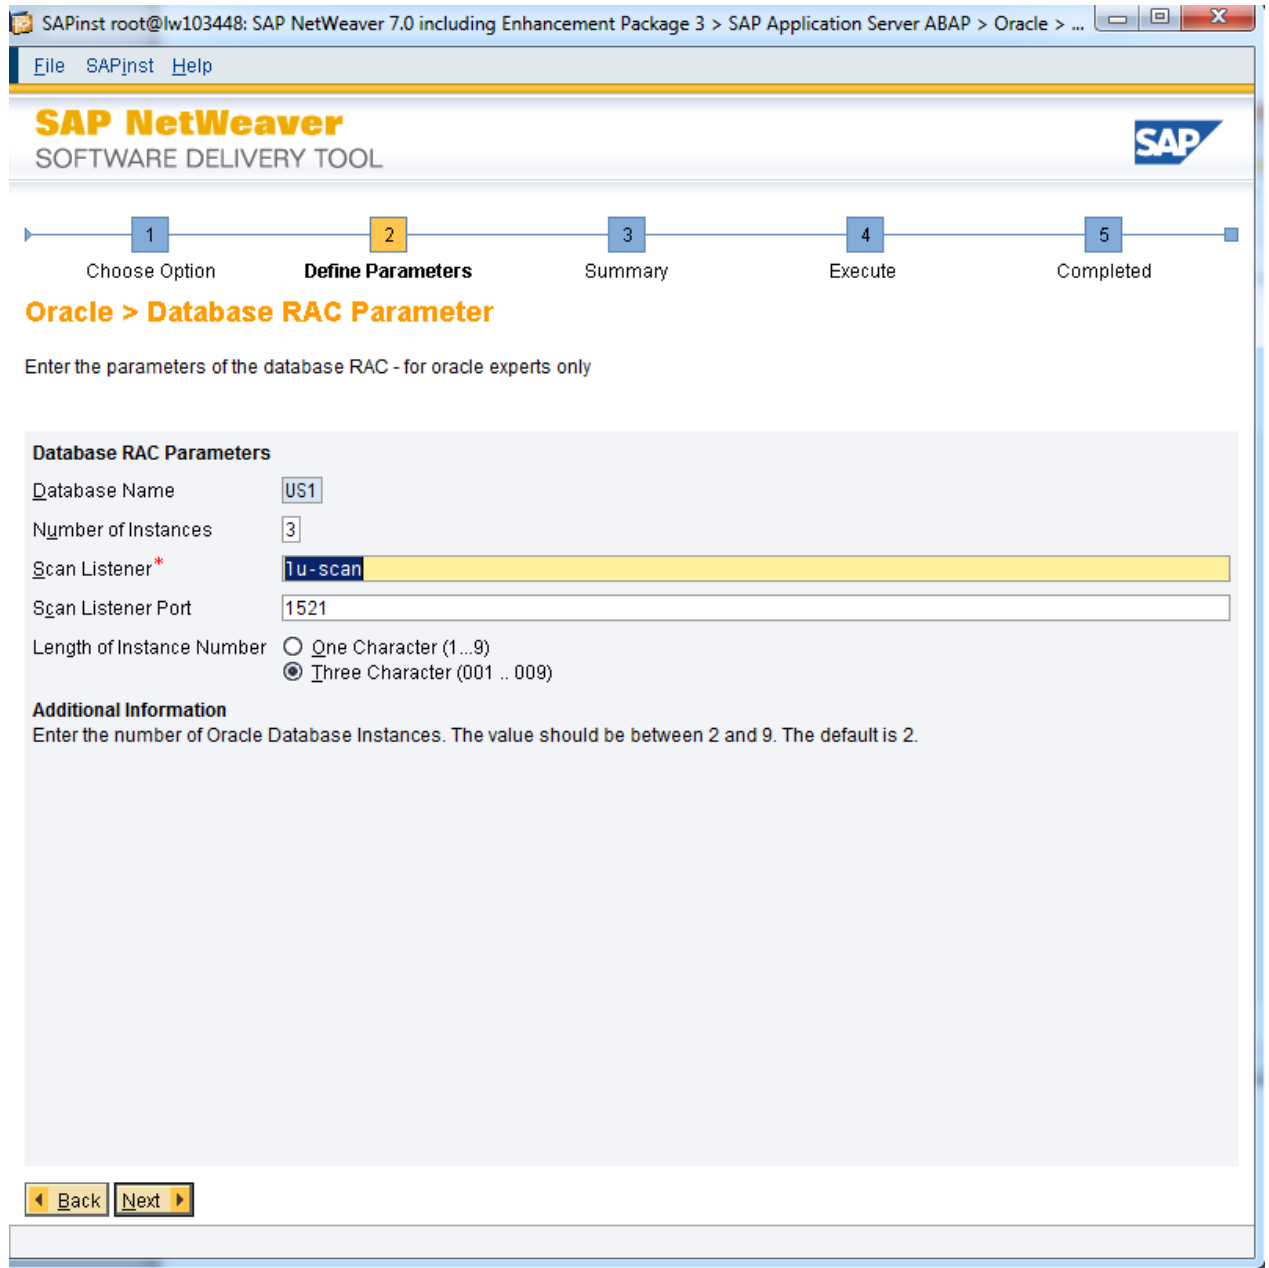 SAPinst root@lw103448: SAP NetWeaver 7.0 including Enhancement Package 3 > SAP Application Server ABAP > Oracle > ...
File SAPinst Help
SAP NetWeaver
SOFTWARE DELIVERY TOOL
SAP
1 2 3 4 5
Choose Option Define Parameters Summary Execute Completed
Oracle > Database RAC Parameter
Enter the parameters of the database RAC - for oracle experts only
Database RAC Parameters
Database Name US1
Number of Instances 3
Scan Listener* lu-scan
Scan Listener Port 1521
Length of Instance Number One Character (1...9)
Three Character (001 .. 009)
Additional Information
Enter the number of Oracle Database Instances. The value should be between 2 and 9. The default is 2.
Back Next